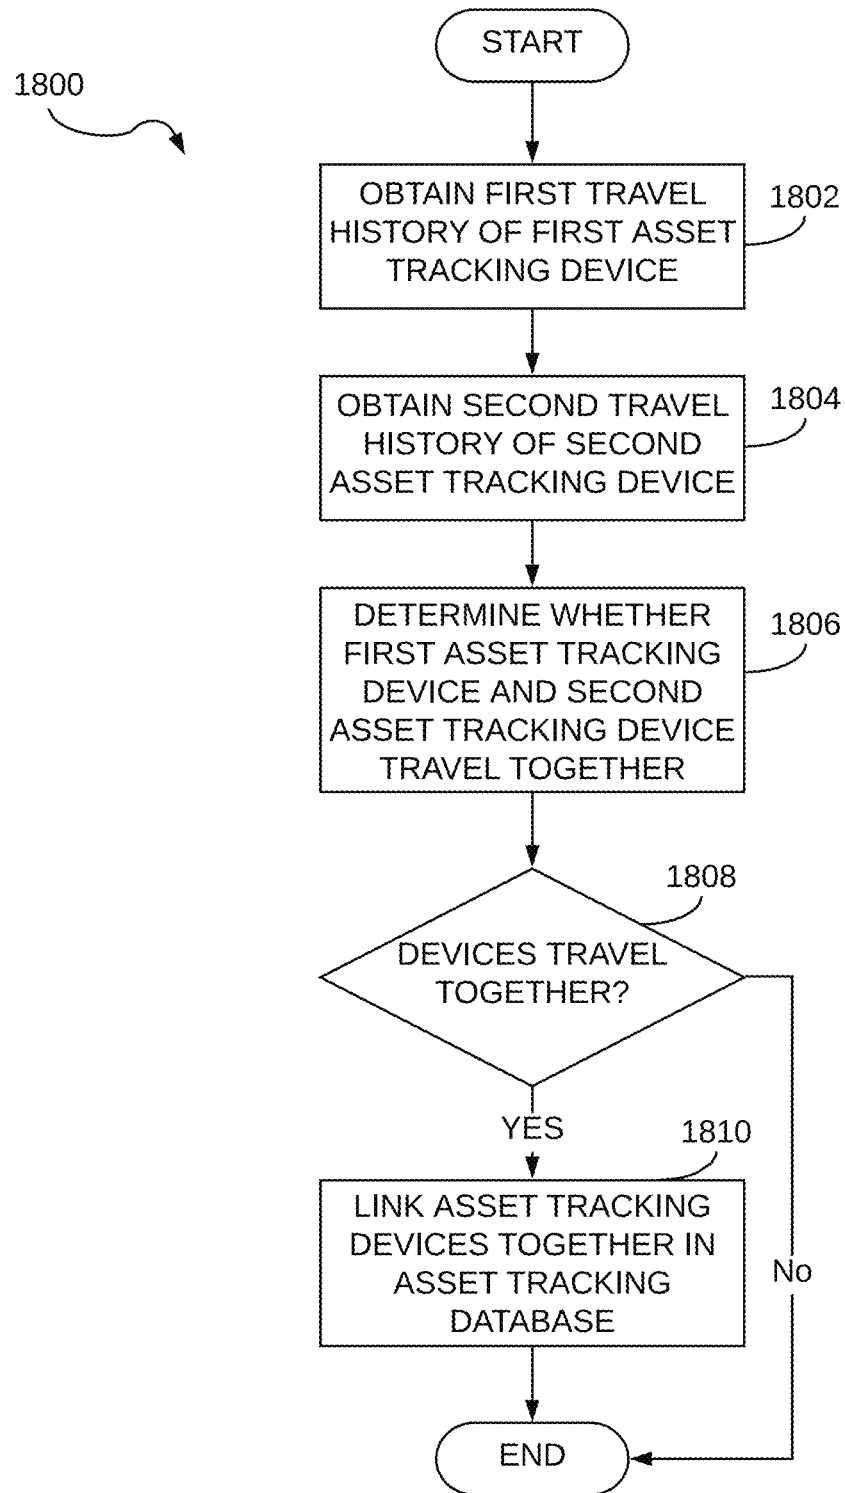 START
1800
OBTAIN FIRST TRAVEL
HISTORY OF FIRST ASSET
TRACKING DEVICE
1802
OBTAIN SECOND TRAVEL
HISTORY OF SECOND
ASSET TRACKING DEVICE
1804
DETERMINE WHETHER
FIRST ASSET TRACKING
DEVICE AND SECOND
ASSET TRACKING DEVICE
TRAVEL TOGETHER
1806
1808
DEVICES TRAVEL
TOGETHER?
YES
1810
LINK ASSET TRACKING
DEVICES TOGETHER IN
ASSET TRACKING
DATABASE
No
END